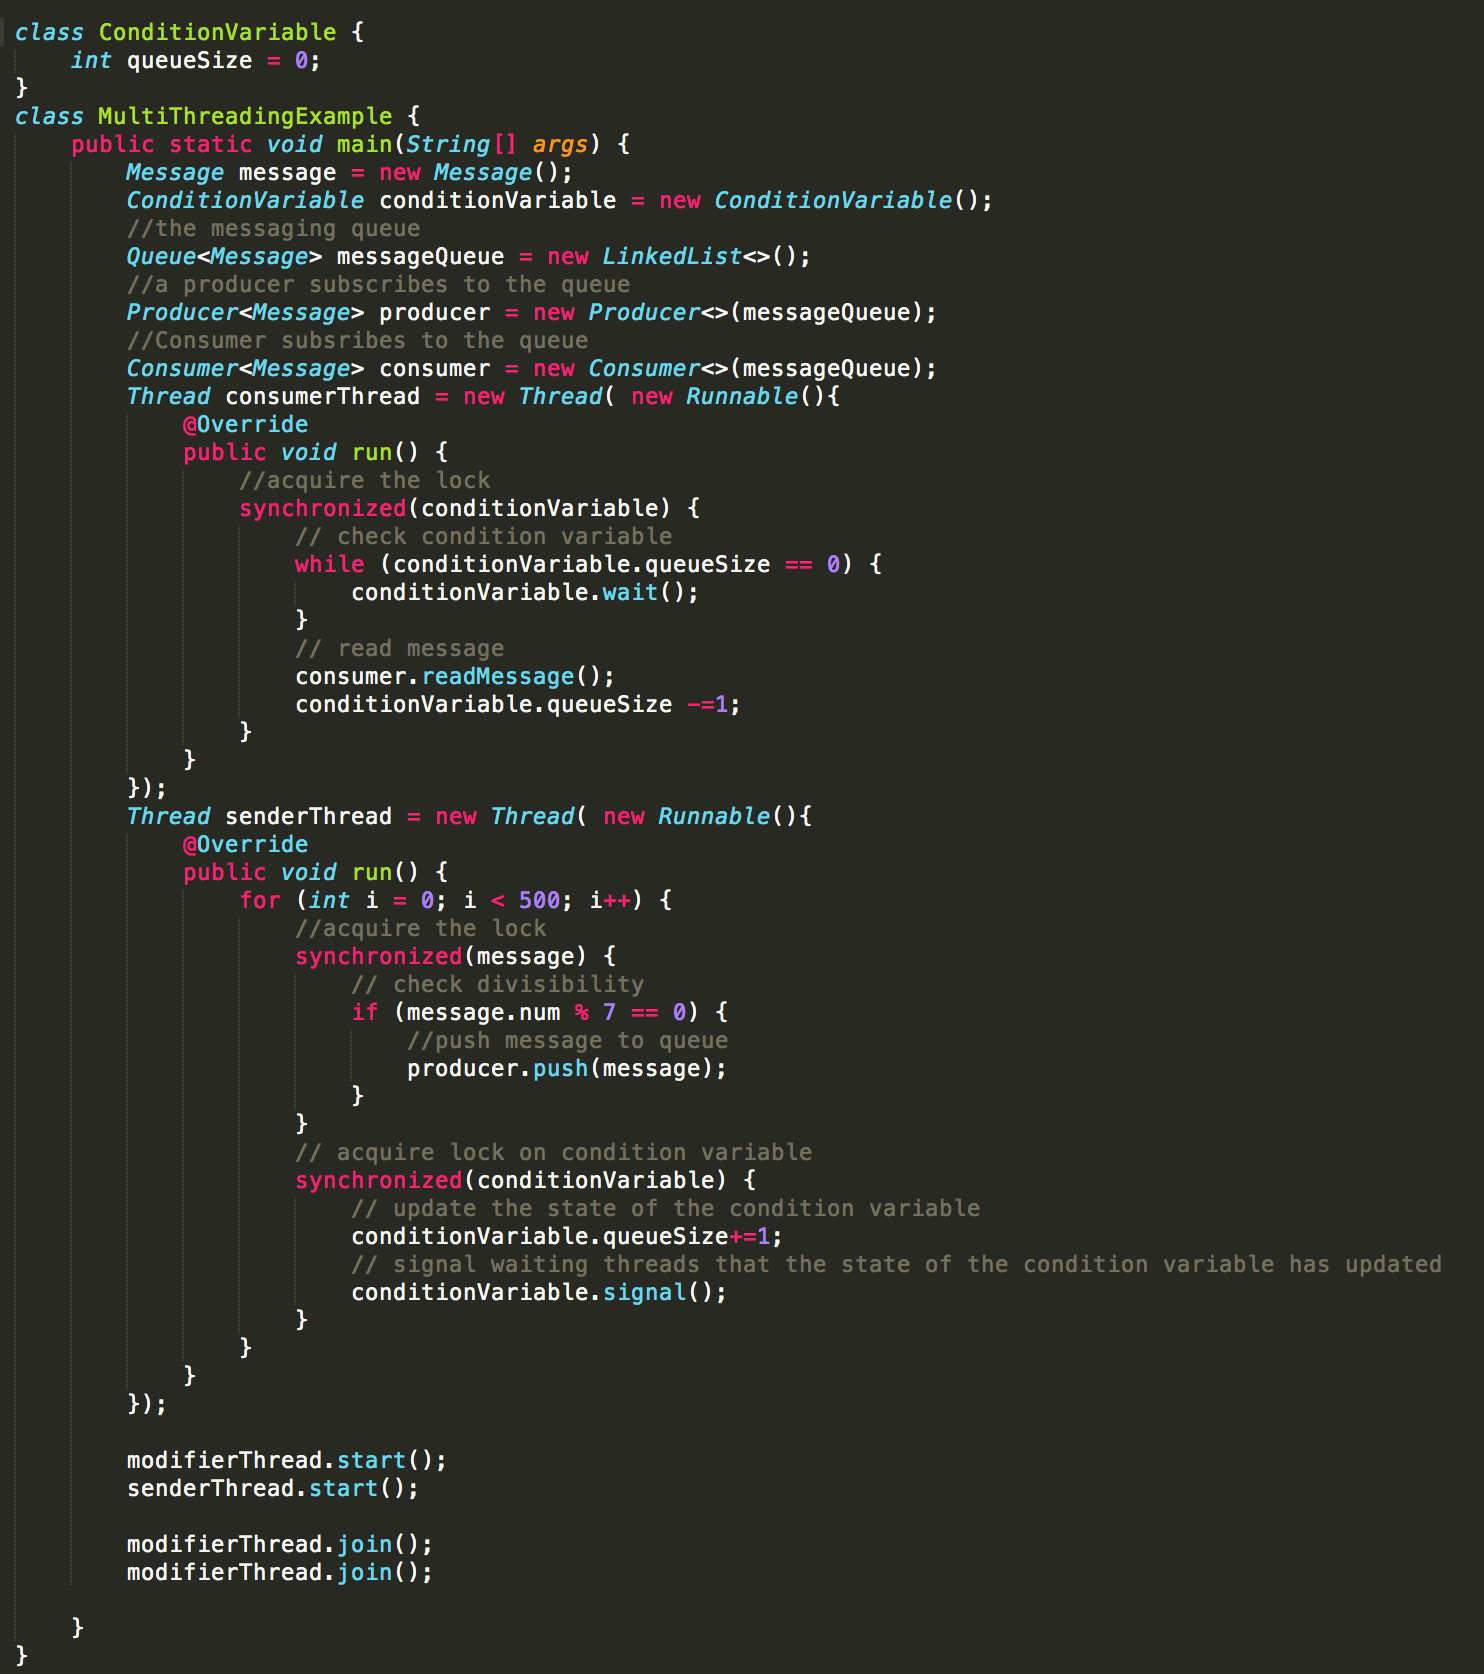 class ConditionVariable {
    int queueSize = 0;
}
class MultiThreadingExample {
    public static void main(String[] args) {
        Message message = new Message();
        ConditionVariable conditionVariable = new ConditionVariable();
        //the messaging queue
        Queue<Message> messageQueue = new LinkedList<>();
        //a producer subscribes to the queue
        Producer<Message> producer = new Producer<>(messageQueue);
        //Consumer subsribes to the queue
        Consumer<Message> consumer = new Consumer<>(messageQueue);
        Thread consumerThread = new Thread( new Runnable(){
            @Override
            public void run() {
                //acquire the lock
                synchronized(conditionVariable) {
                    // check condition variable
                    while (conditionVariable.queueSize == 0) {
                        conditionVariable.wait();
                    }
                    // read message
                    consumer.readMessage();
                    conditionVariable.queueSize -=1;
                }
            }
        });
        Thread senderThread = new Thread( new Runnable(){
            @Override
            public void run() {
                for (int i = 0; i < 500; i++) {
                    //acquire the lock
                    synchronized(message) {
                        // check divisibility
                        if (message.num % 7 == 0) {
                            //push message to queue
                            producer.push(message);
                        }
                    }
                    // acquire lock on condition variable
                    synchronized(conditionVariable) {
                        // update the state of the condition variable
                        conditionVariable.queueSize+=1;
                        // signal waiting threads that the state of the condition variable has updated
                        conditionVariable.signal();
                    }
                }
            }
        });

        modifierThread.start();
        senderThread.start();

        modifierThread.join();
        modifierThread.join();

    }
}